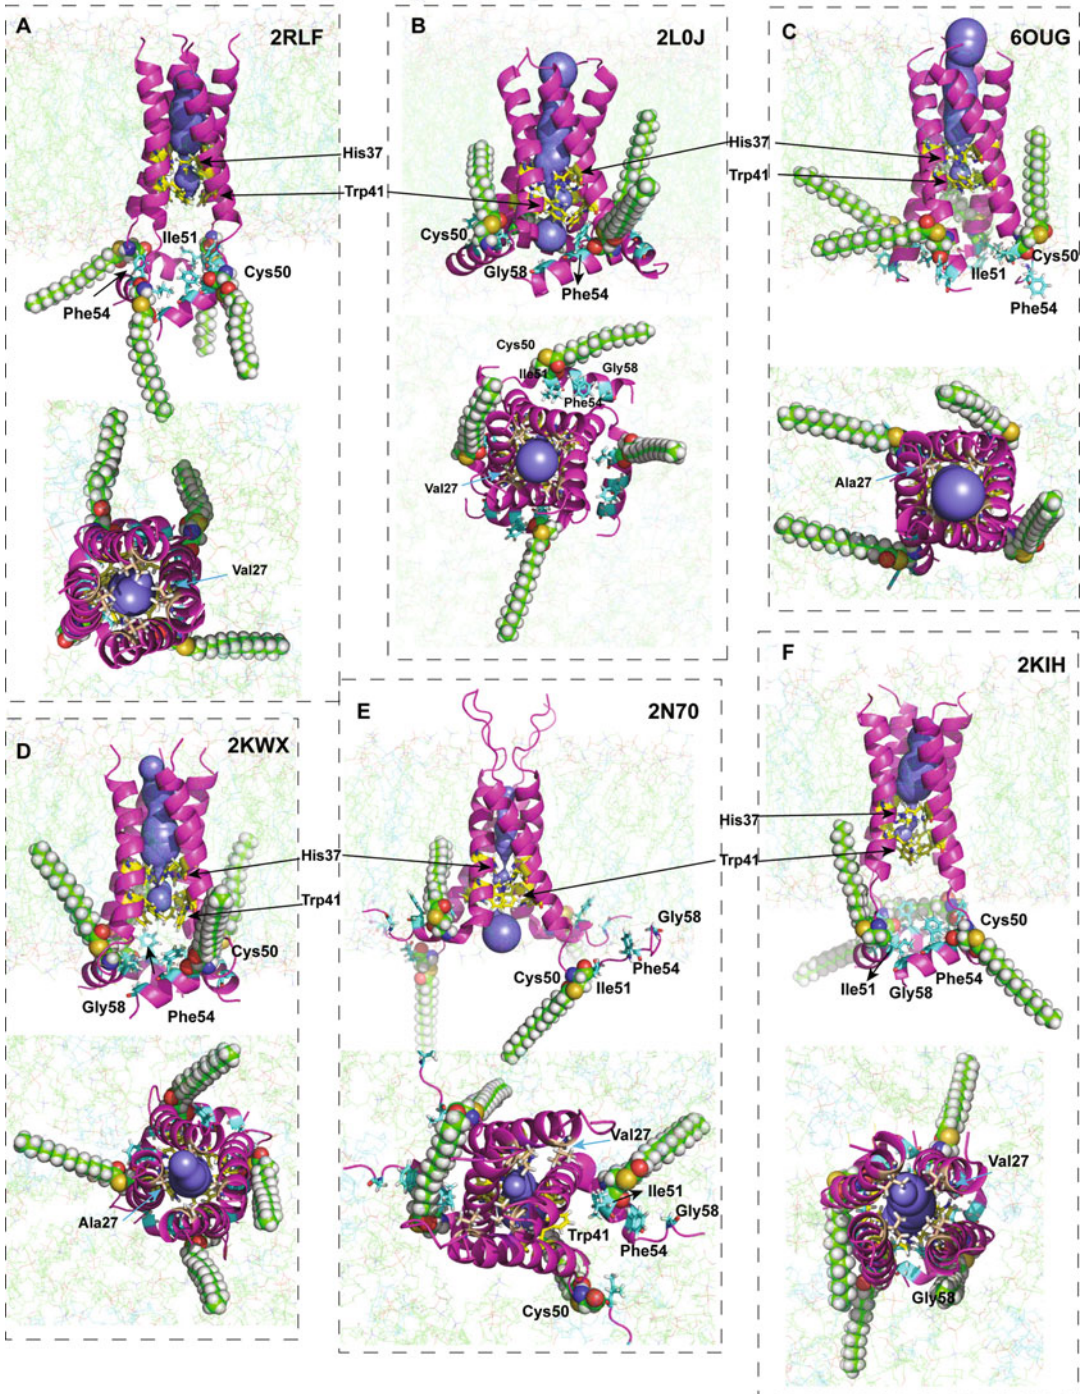 A
2RLF
His37
Trp41
Ile51
Cys50
Phe54
Val27
B
2L0J
Cys50
Gly58
Phe54
Cys50
Ile51
Gly58
Phe54
Val27
C
6OUG
His37
Trp41
Ile51
Cys50
Phe54
Ala27
D
2KWX
His37
Trp41
Cys50
Gly58
Phe54
Ala27
E
2N70
Gly58
Cys50
Phe54
Ile51
Val27
Ile51
Gly58
Trp41
Phe54
Cys50
F
2KIH
His37
Trp41
Cys50
Ile51
Phe54
Gly58
Val27
Gly58